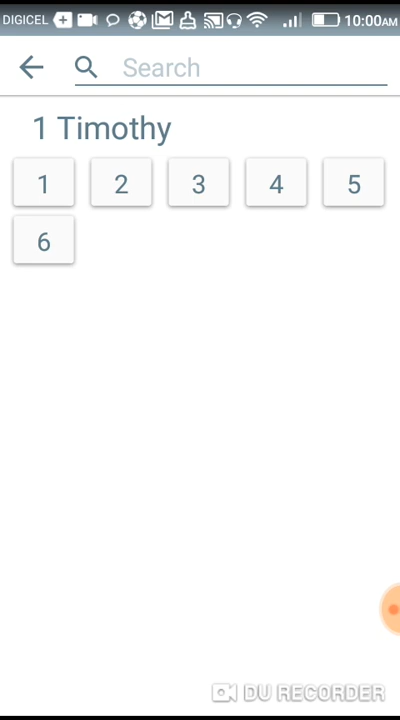 DIGICEL 10:00AM
Search
1 Timothy
1 2 3 4 5
6
DU RECORDER